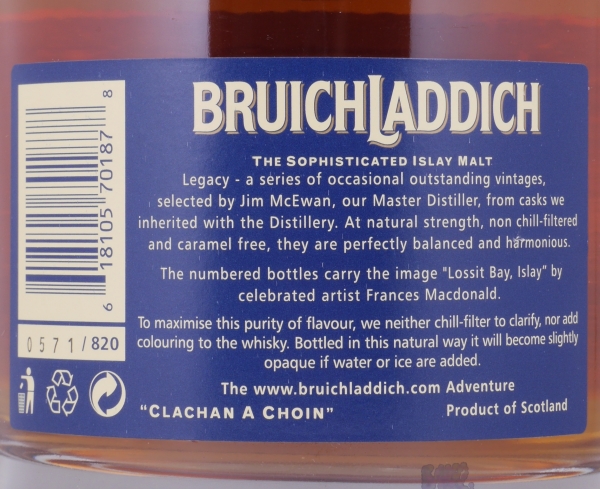 BRUICHLADDICH
THE SOPHISTICATED ISLAY MALT
Legacy - a series of occasional outstanding vintages,
selected by Jim McEwan, our Master Distiller, from casks we
inherited with the Distillery. At natural strength, non chill-filtered
and caramel free, they are perfectly balanced and harmonious.
The numbered bottles carry the image "Lossit Bay, Islay" by
celebrated artist Frances Macdonald.
To maximise this purity of flavour, we neither chill-filter to clarify, nor add
colouring to the whisky. Bottled in this natural way it will become slightly
opaque if water or ice are added.
The www.bruichladdich.com Adventure
"CLACHAN A CHOIN"
Product of Scotland
6 18105 70187 8
0571/820